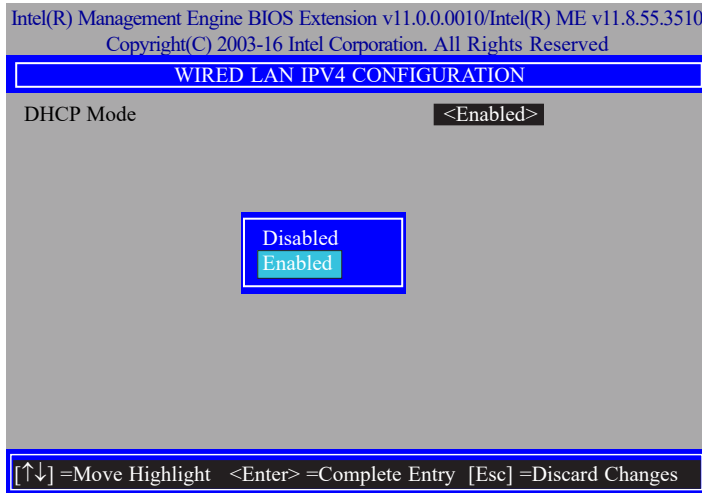 Intel(R) Management Engine BIOS Extension v11.0.0.0010/Intel(R) ME v11.8.55.3510
Copyright(C) 2003-16 Intel Corporation. All Rights Reserved
WIRED LAN IPV4 CONFIGURATION
DHCP Mode <Enabled>
Disabled
Enabled
[↑↓] =Move Highlight <Enter> =Complete Entry [Esc] =Discard Changes